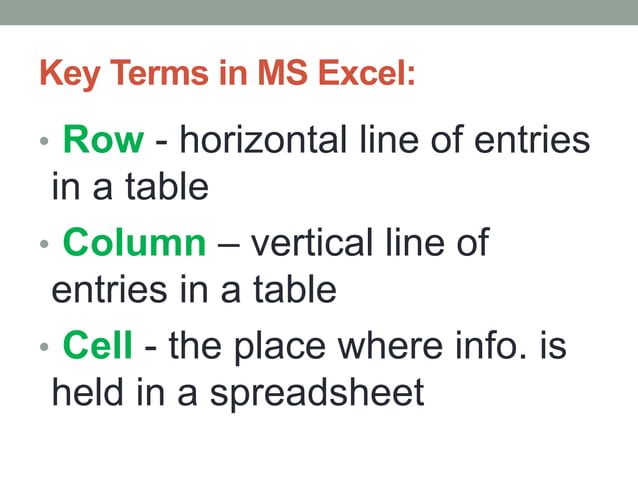 Key Terms in MS Excel:
• Row - horizontal line of entries
in a table
• Column – vertical line of
entries in a table
• Cell - the place where info. is
held in a spreadsheet